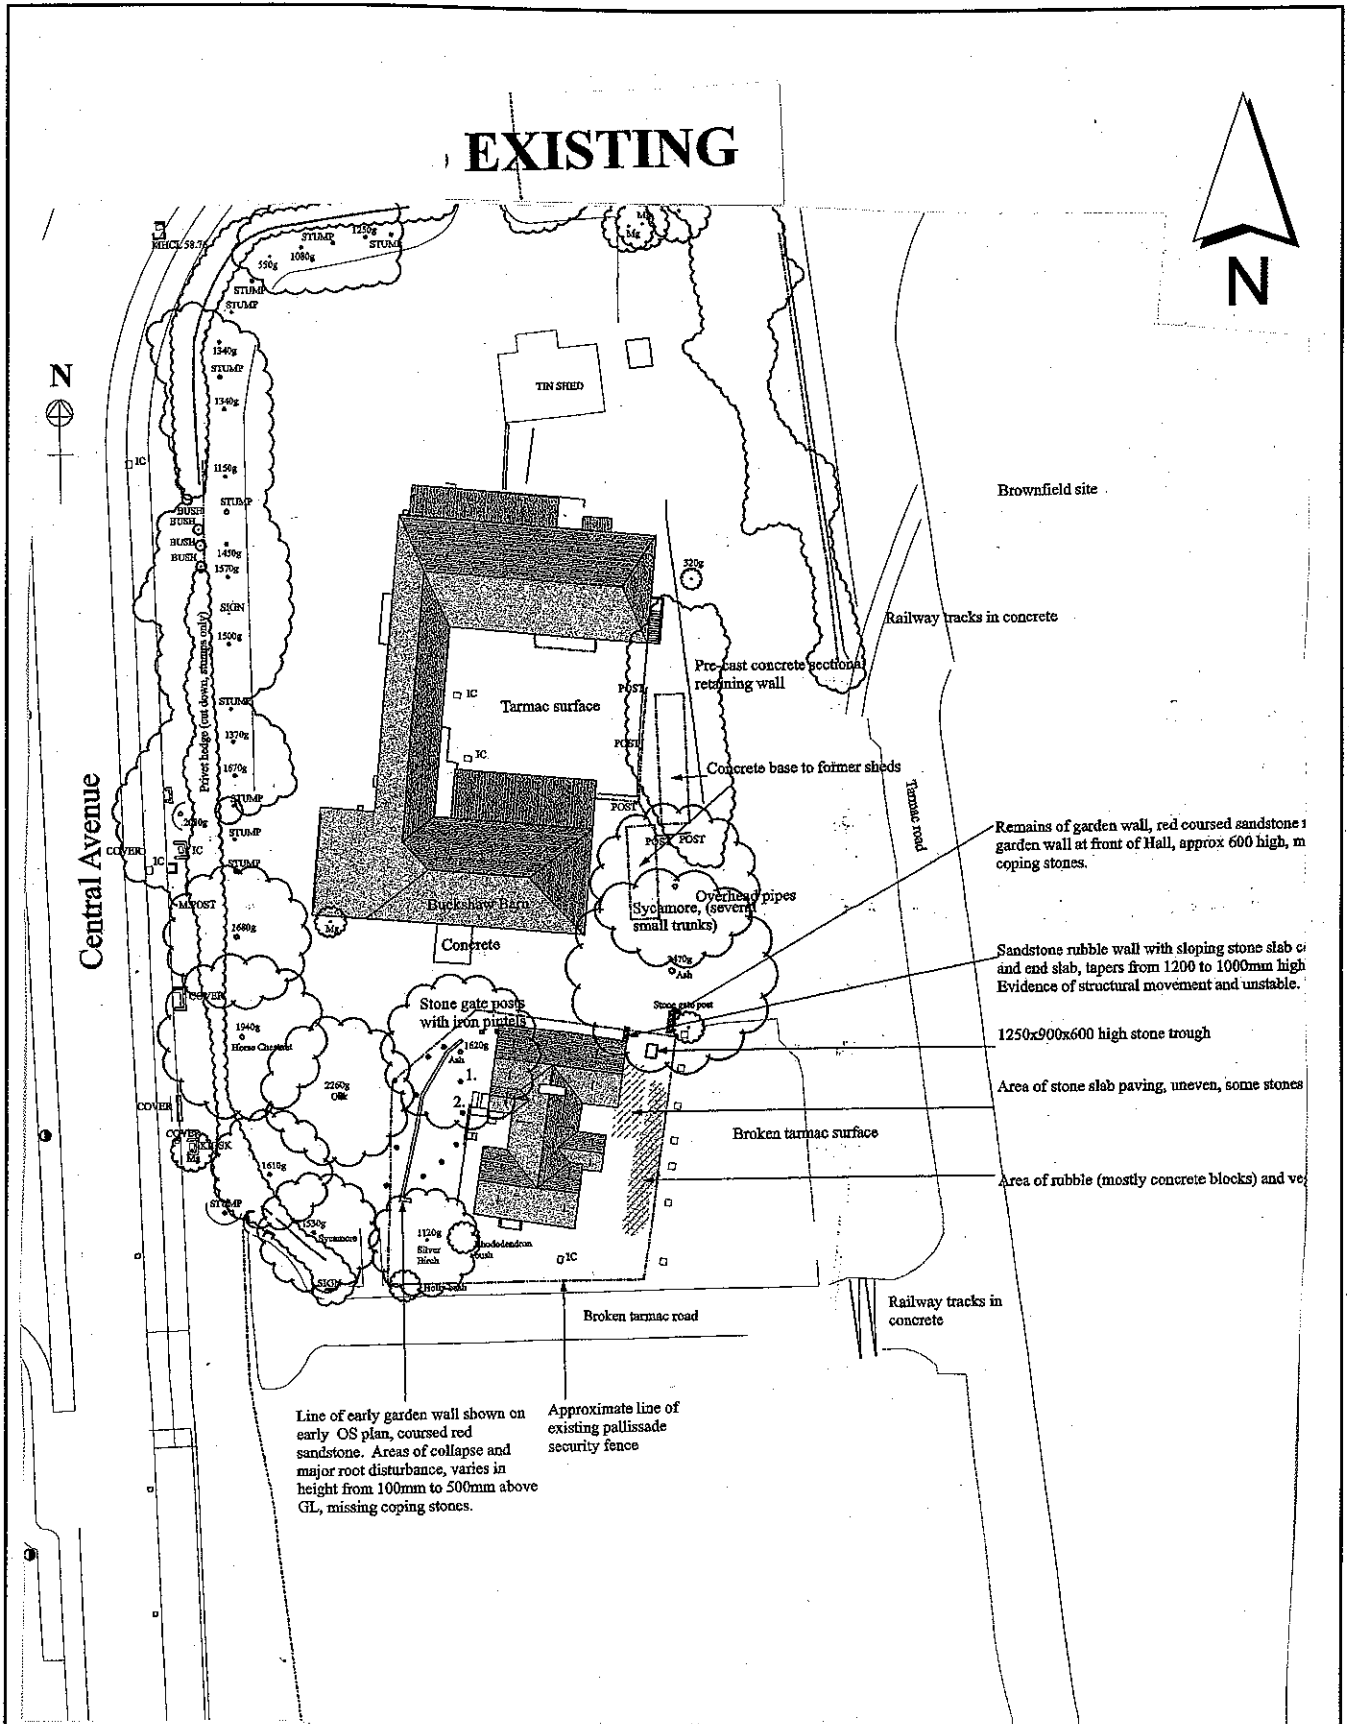 EXISTING
N
N
MHCL 58.76
STUMP
1250g
STUMP
1080g
550g
STUMP
STUMP
Mg
1340g
STUMP
1340g
TIN SHED
IC
1150g
STUMP
BUSH
BUSH
BUSH
BUSH
1450g
1570g
SIGN
1500g
Privet hedge (cut down, stumps only)
STUMP
1370g
1670g
STUMP
STUMP
STUMP
COVER
IC
IC
Central Avenue
M.POST
1680g
COVER
1940g
Horse Chestnut
2260g
Oak
COVER
COVER
KIOSK
Mg
1610g
STUMP
1530g
Sycamore
SIGN
Brownfield site
320g
Railway tracks in concrete
Pre-cast concrete sectional
retaining wall
POST
IC
Tarmac surface
POST
IC
Concrete base to former sheds
POST
POST
POST
Tarmac road
Remains of garden wall, red coursed sandstone
garden wall at front of Hall, approx 600 high, m
coping stones.
Overhead pipes
Sycamore, (several
small trunks)
Buckshaw Barn
Mg
Concrete
Ash
Sandstone rubble wall with sloping stone slab c
and end slab, tapers from 1200 to 1000mm high
Evidence of structural movement and unstable.
Stone gate posts
with iron pintels
Stone gate post
1620g
Ash
1.
2.
1250x900x600 high stone trough
Area of stone slab paving, uneven, some stones
Broken tarmac surface
Area of rubble (mostly concrete blocks) and ve
1120g
Silver
Birch
Rhododendron
bush
IC
Holly bush
Railway tracks in
concrete
Broken tarmac road
Line of early garden wall shown on
early OS plan, coursed red
sandstone. Areas of collapse and
major root disturbance, varies in
height from 100mm to 500mm above
GL, missing coping stones.
Approximate line of
existing pallissade
security fence